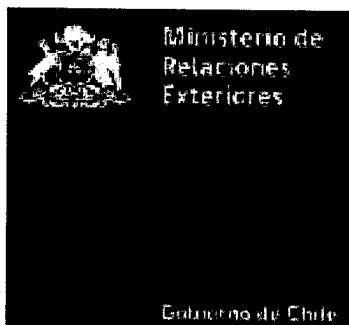 Ministerio de
Relaciones
Exteriores
Gobierno de Chile